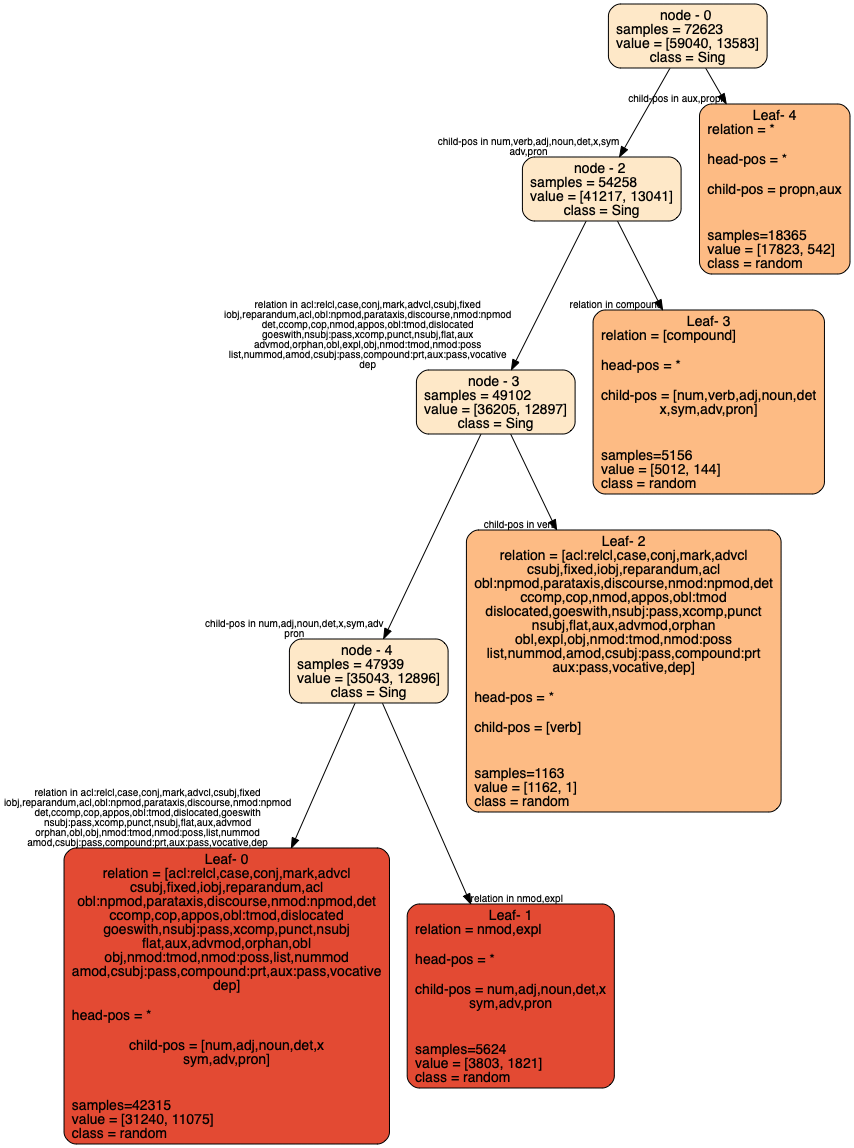 node - 0
samples = 72623
value = [59040, 13583]
class = Sing
child-pos in aux,propn
Leaf- 4
relation = *
head-pos = *
child-pos = propn,aux
samples=18365
value = [17823, 542]
class = random
child-pos in num,verb,adj,noun,det,x,sym
adv,pron
node - 2
samples = 54258
value = [41217, 13041]
class = Sing
relation in acl:relcl,case,conj,mark,advcl,csubj,fixed
iobj,reparandum,acl,obl:npmod,parataxis,discourse,nmod:npmod
det,ccomp,cop,nmod,appos,obl:tmod,dislocated
goeswith,nsubj:pass,xcomp,punct,nsubj,flat,aux
advmod,orphan,obl,expl,obj,nmod:tmod,nmod:poss
list,nummod,amod,csubj:pass,compound:prt,aux:pass,vocative
dep
relation in compound
Leaf- 3
relation = [compound]
head-pos = *
child-pos = [num,verb,adj,noun,det
x,sym,adv,pron]
samples=5156
value = [5012, 144]
class = random
node - 3
samples = 49102
value = [36205, 12897]
class = Sing
child-pos in verb
Leaf- 2
relation = [acl:relcl,case,conj,mark,advcl
csubj,fixed,iobj,reparandum,acl
obl:npmod,parataxis,discourse,nmod:npmod,det
ccomp,cop,nmod,appos,obl:tmod
dislocated,goeswith,nsubj:pass,xcomp,punct
nsubj,flat,aux,advmod,orphan
obl,expl,obj,nmod:tmod,nmod:poss
list,nummod,amod,csubj:pass,compound:prt
aux:pass,vocative,dep]
head-pos = *
child-pos = [verb]
samples=1163
value = [1162, 1]
class = random
child-pos in num,adj,noun,det,x,sym,adv
pron
node - 4
samples = 47939
value = [35043, 12896]
class = Sing
relation in acl:relcl,case,conj,mark,advcl,csubj,fixed
iobj,reparandum,acl,obl:npmod,parataxis,discourse,nmod:npmod
det,ccomp,cop,appos,obl:tmod,dislocated,goeswith
nsubj:pass,xcomp,punct,nsubj,flat,aux,advmod
orphan,obl,obj,nmod:tmod,nmod:poss,list,nummod
amod,csubj:pass,compound:prt,aux:pass,vocative,dep
Leaf- 0
relation = [acl:relcl,case,conj,mark,advcl
csubj,fixed,iobj,reparandum,acl
obl:npmod,parataxis,discourse,nmod:npmod,det
ccomp,cop,appos,obl:tmod,dislocated
goeswith,nsubj:pass,xcomp,punct,nsubj
flat,aux,advmod,orphan,obl
obj,nmod:tmod,nmod:poss,list,nummod
amod,csubj:pass,compound:prt,aux:pass,vocative
dep]
head-pos = *
child-pos = [num,adj,noun,det,x
sym,adv,pron]
samples=42315
value = [31240, 11075]
class = random
relation in nmod,expl
Leaf- 1
relation = nmod,expl
head-pos = *
child-pos = num,adj,noun,det,x
sym,adv,pron
samples=5624
value = [3803, 1821]
class = random